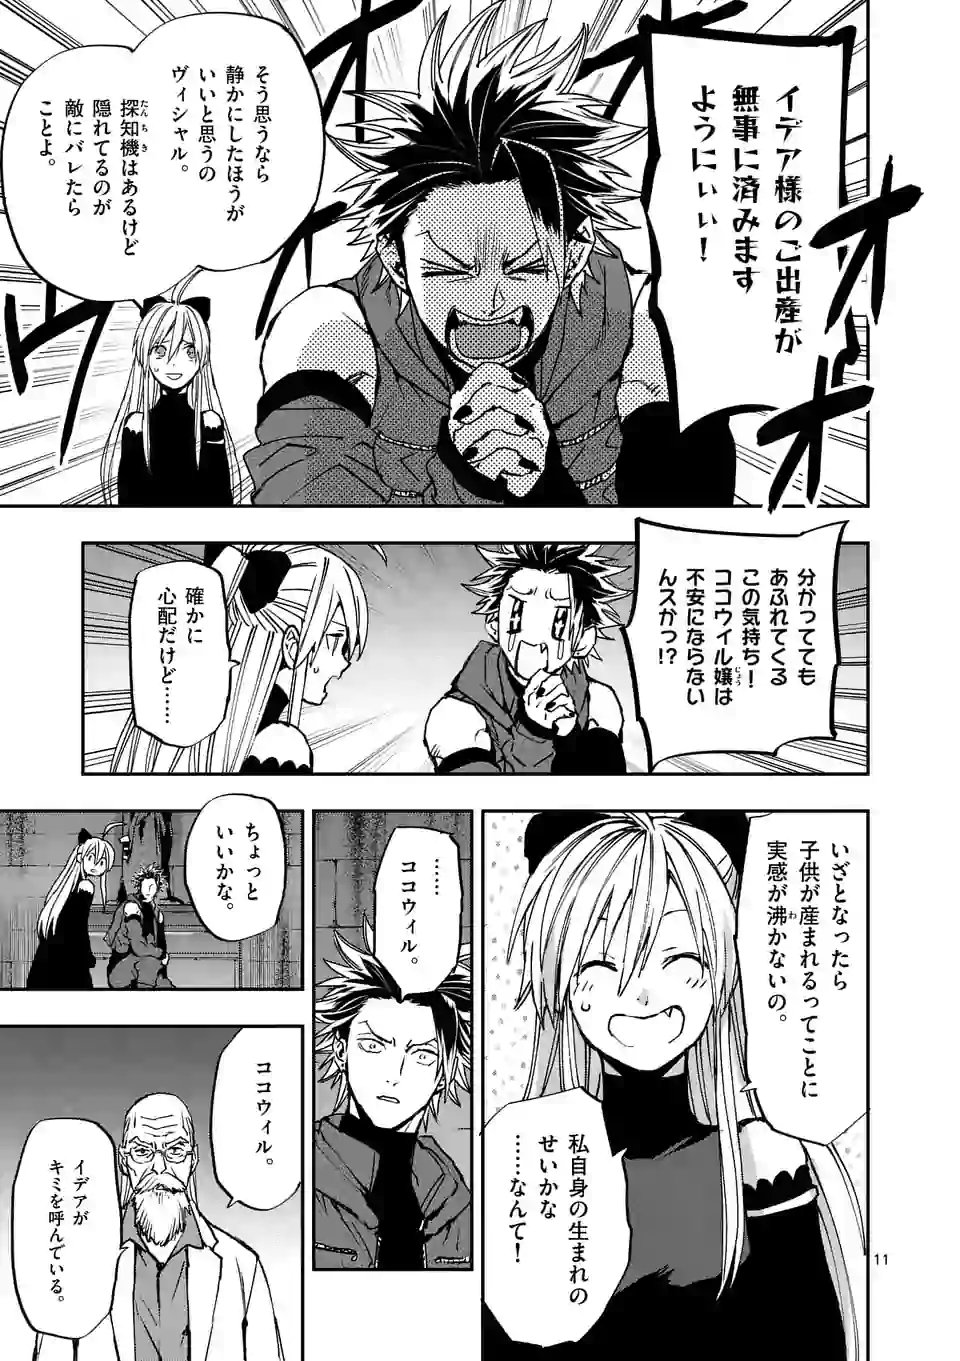 イデア様のご出産が
無事に済みます
ようにぃぃ!
オオオオ
そう思うなら
静かにしたほうが
いいと思うの
ヴィシャル。
探知機はあるけど
たんちき
隠れてるのが
敵にバレたら
ことよ。
分かってても
あふれてくる
この気持ち!
ココウィル嬢は
じょう
不安にならない
んスかっ!?
確かに
心配だけど……
いざとなったら
子供が産まれるってことに
実感が沸かないの。
わ
私自身の生まれの
せいかな
……なんて!
……
ココウィル。
ちょっと
いいかな。
ココウィル。
イデアが
キミを呼んでいる。
11